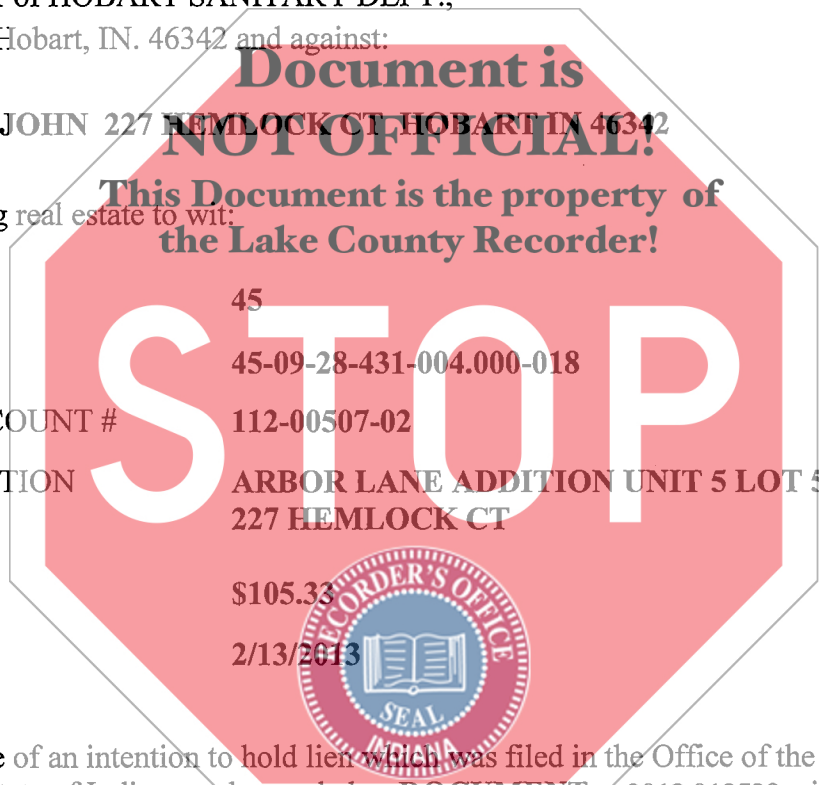 of HOBART SANITARY DEPT.,
Hobart, IN. 46342 and against:
Document is
JOHN 227 HEMLOCK CT HOBART IN 46342
NOT OFFICIAL!
This Document is the property of
real estate to wit:
the Lake County Recorder!
45
STOP
45-09-28-431-004.000-018
COUNT # 112-00507-02
TION ARBOR LANE ADDITION UNIT 5 LOT 5
227 HEMLOCK CT
$105.33
RECORDER'S OFFICE
2/13/2013
SEAL
INDIANA
of an intention to hold lien which was filed in the Office of the